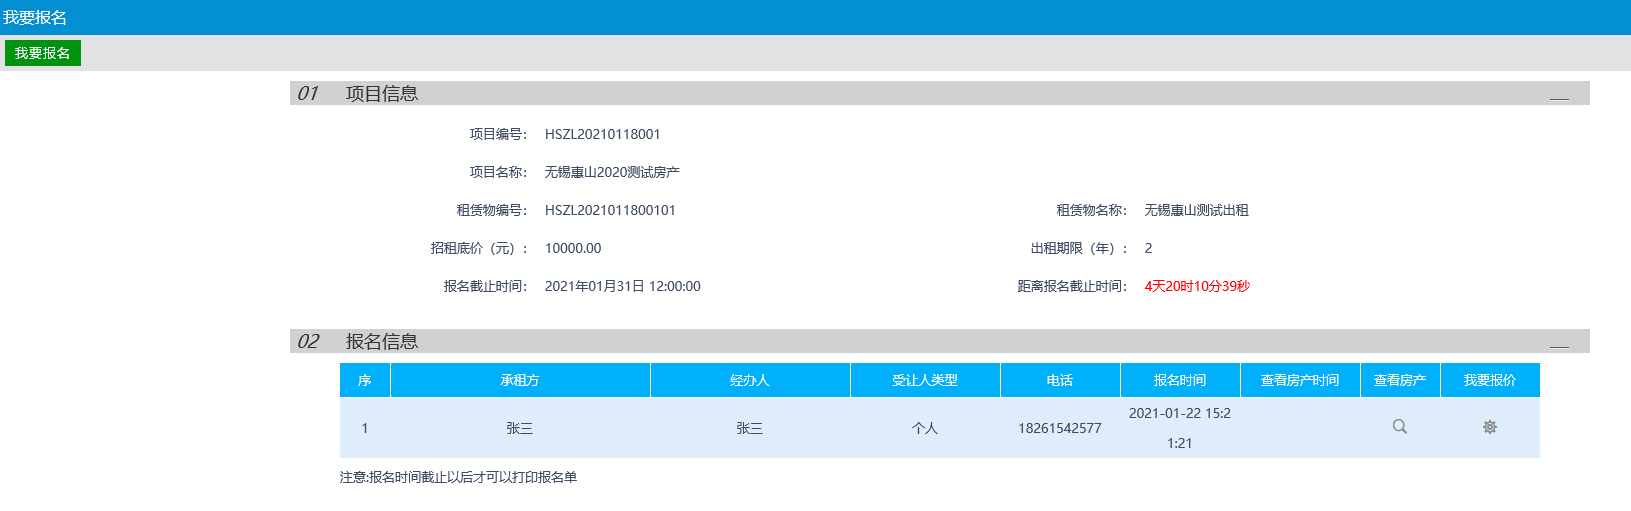 我要报名
我要报名
01 项目信息
项目编号： HSZL20210118001
项目名称： 无锡惠山2020测试房产
租赁物编号： HSZL2021011800101 租赁物名称： 无锡惠山测试出租
招租底价（元）： 10000.00 出租期限（年）： 2
报名截止时间： 2021年01月31日 12:00:00 距离报名截止时间： 4天20时10分39秒
02 报名信息
序 承租方 经办人 受让人类型 电话 报名时间 查看房产时间 查看房产 我要报价
1 张三 张三 个人 18261542577 2021-01-22 15:2
1:21
注意:报名时间截止以后才可以打印报名单